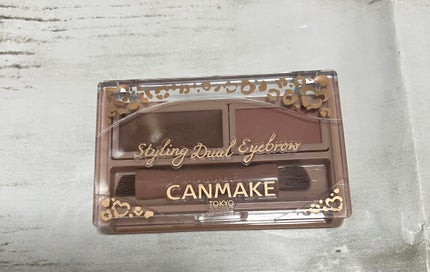 Styling Dual Eyebrow
CANMAKE
TOKYO